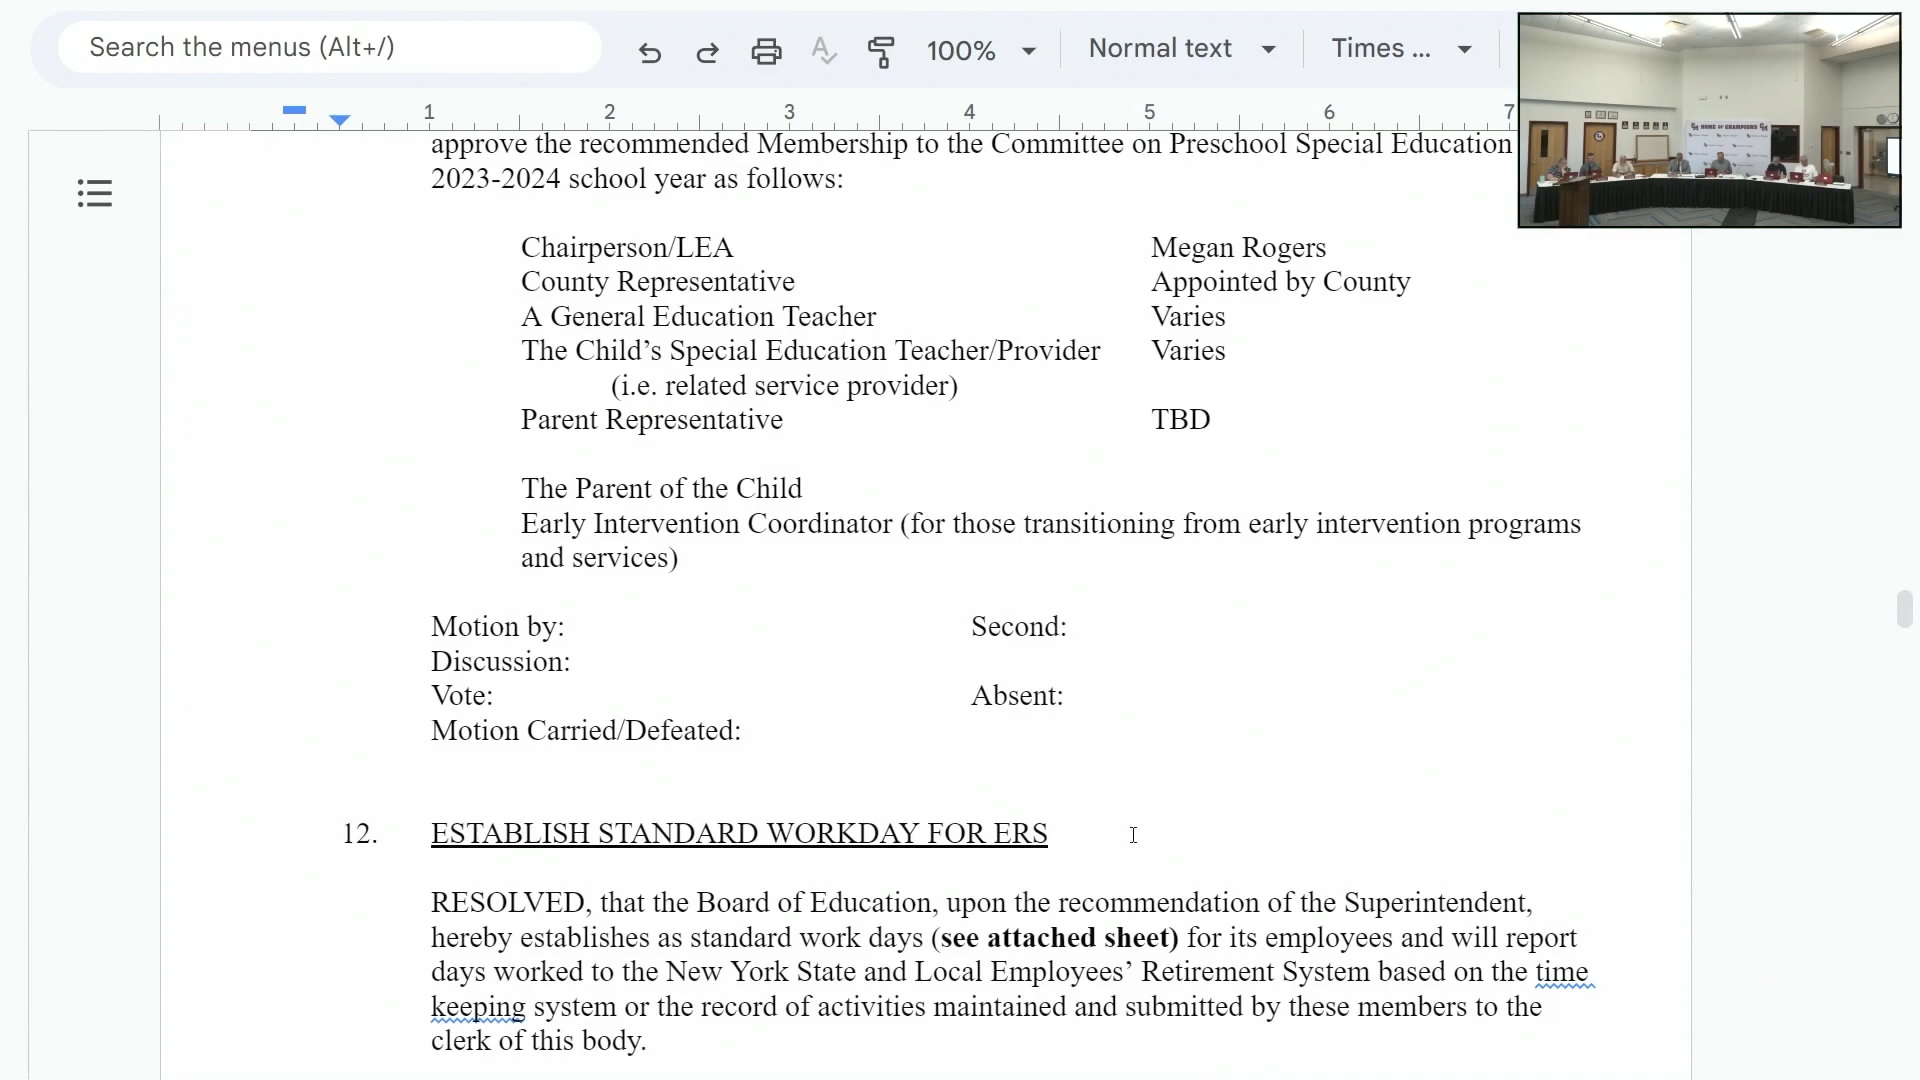 Search the menus (Alt+/)
100%
Normal text
Times ...
1 2 3 4 5 6 7
HOME OF CHAMPIONS
approve the recommended Membership to the Committee on Preschool Special Education
2023-2024 school year as follows:
Chairperson/LEA Megan Rogers
County Representative Appointed by County
A General Education Teacher Varies
The Child’s Special Education Teacher/Provider Varies
(i.e. related service provider)
Parent Representative TBD
The Parent of the Child
Early Intervention Coordinator (for those transitioning from early intervention programs
and services)
Motion by: Second:
Discussion:
Vote: Absent:
Motion Carried/Defeated:
12. ESTABLISH STANDARD WORKDAY FOR ERS
RESOLVED, that the Board of Education, upon the recommendation of the Superintendent,
hereby establishes as standard work days (see attached sheet) for its employees and will report
days worked to the New York State and Local Employees’ Retirement System based on the time
keeping system or the record of activities maintained and submitted by these members to the
clerk of this body.